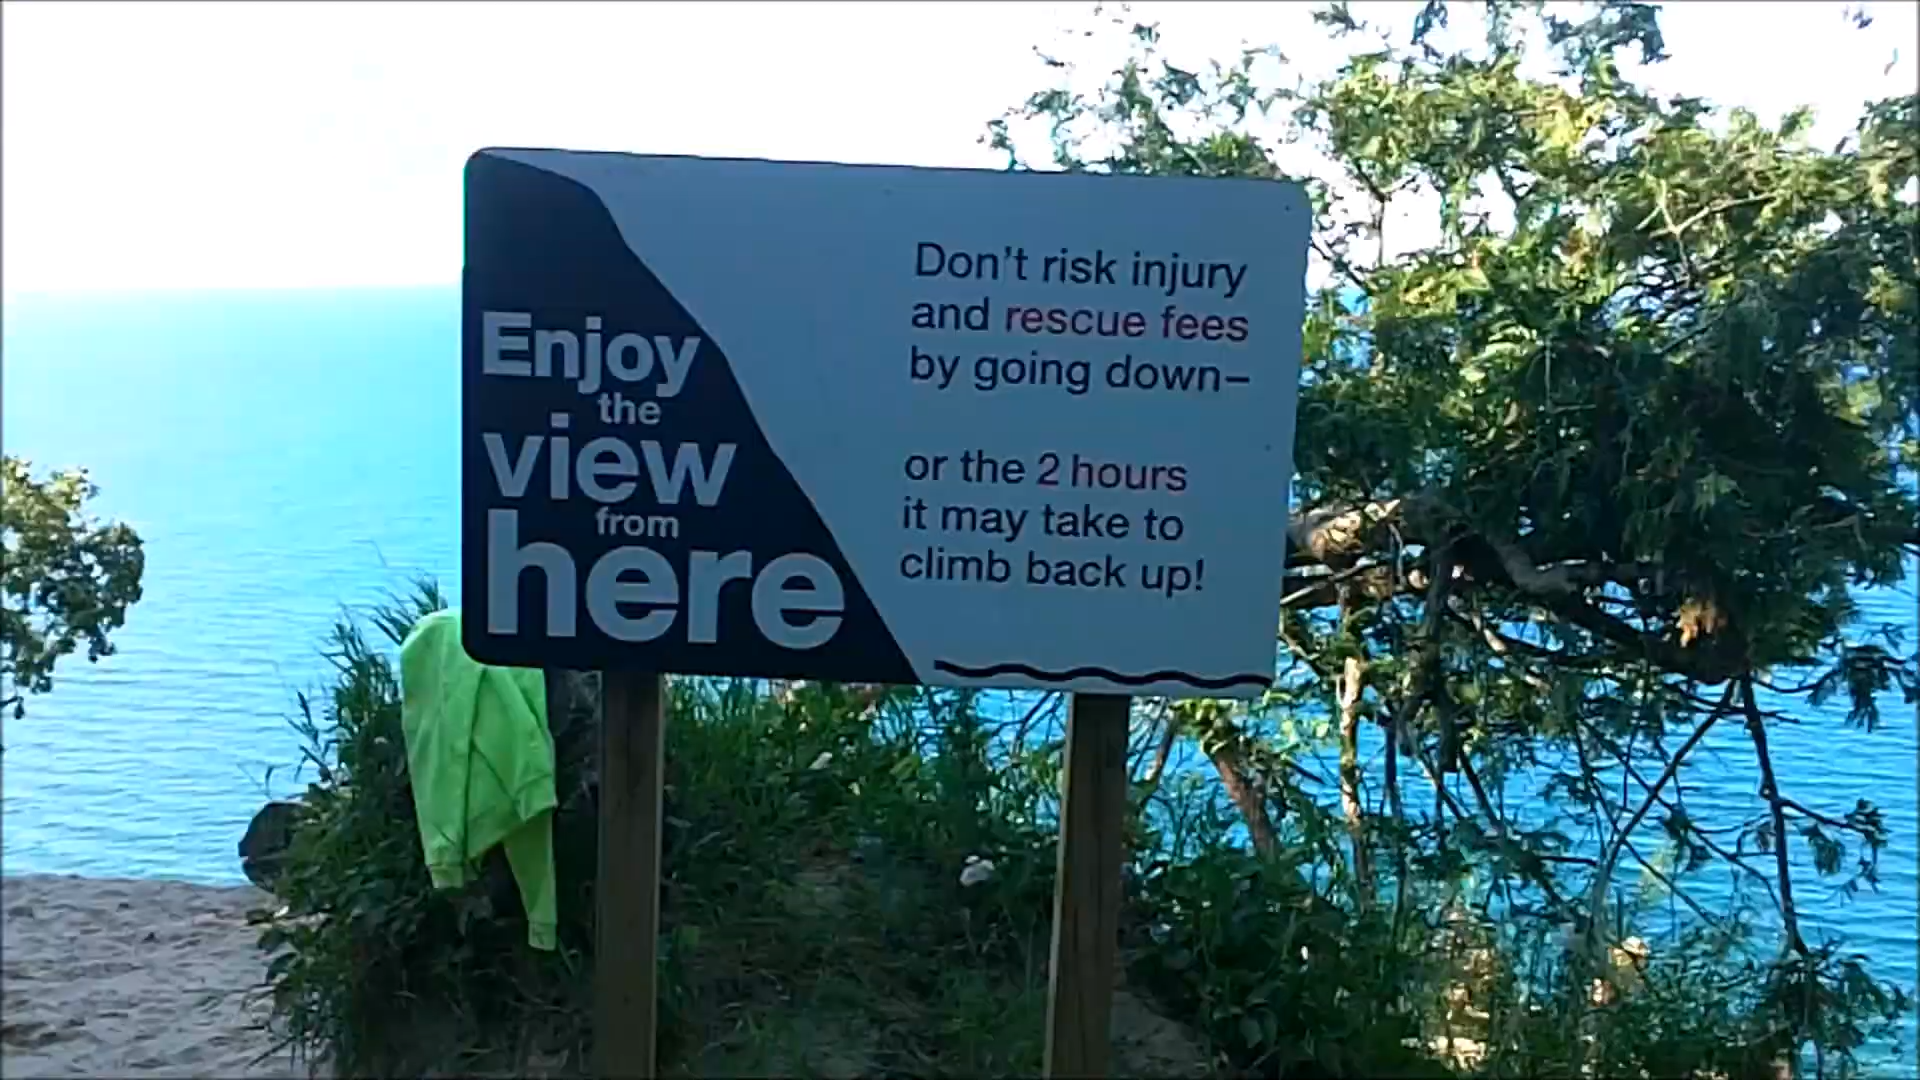 Enjoy
the
view
from
here
Don't risk injury
and rescue fees
by going down–
or the 2 hours
it may take to
climb back up!